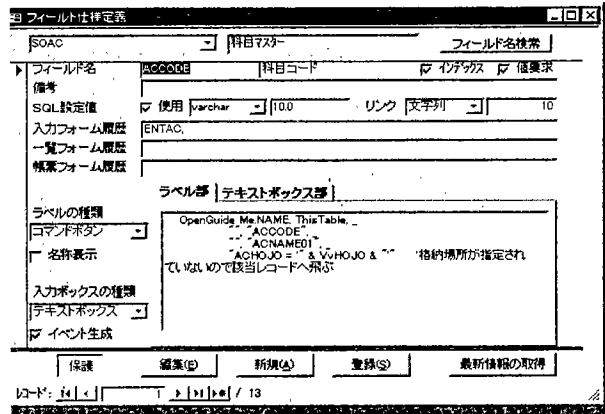 フィールド仕様定義
SOAC 科目マスター フィールド名検索
フィールド名 ACCODE 科目コード インデックス 値要求
備考
SQL設定値 使用 varchar 10.0 リンク 文字列 10
入力フォーム履歴 ENTAC,
一覧フォーム履歴
帳票フォーム履歴
ラベル部 テキストボックス部
ラベルの種類
コマンドボタン
名称表示
入力ボックスの種類
テキストボックス
イベント生成
OpenGuide Me.NAME, ThisTable, _
"", "ACCODE", _
"", "ACNAME01", _
"ACHOJO = '" & VvHOJO & "'" '格納場所が指定され
ていないので該当レコードへ飛ぶ
保護 編集(E) 新規(A) 登録(S) 最新情報の取得
レコード: 1 / 13